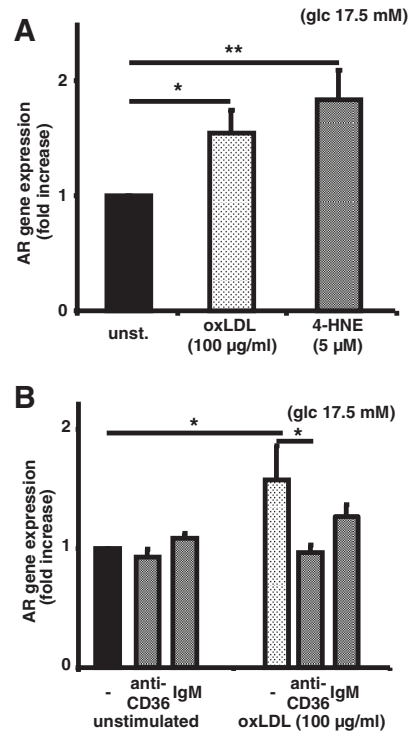 A
(glc 17.5 mM)
**
*
2
1
0
AR gene expression
(fold increase)
unst.
oxLDL
(100 µg/ml)
4-HNE
(5 µM)
B
(glc 17.5 mM)
*
*
2
1
0
AR gene expression
(fold increase)
- anti-CD36 IgM
unstimulated
- anti-CD36 IgM
oxLDL (100 µg/ml)